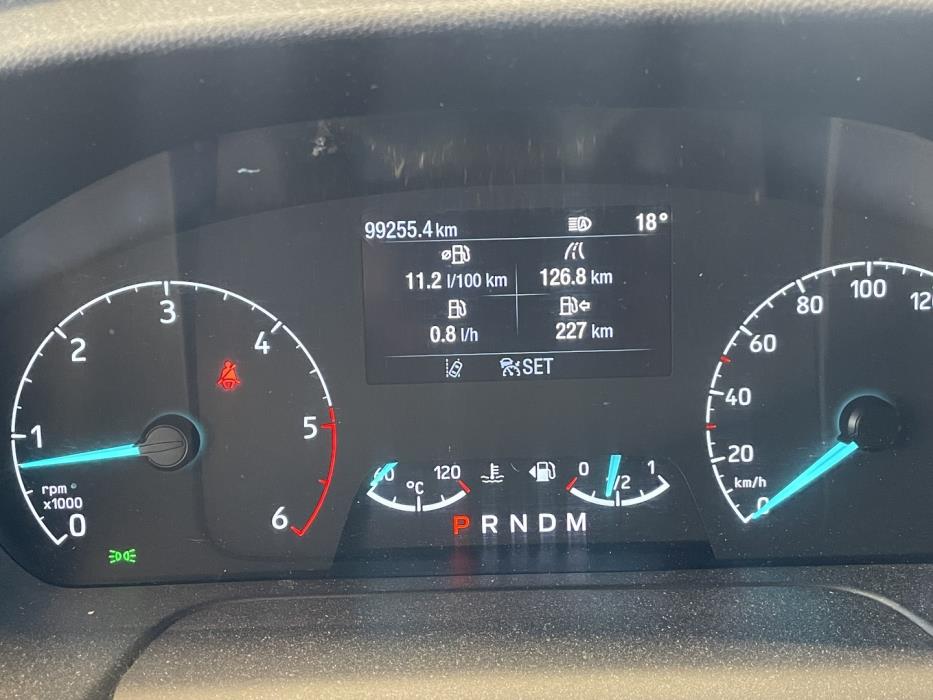 99255.4 km 18°
11.2 l/100 km 126.8 km
0.8 l/h 227 km
SET
0 1 2 3 4 5 6
rpm
x1000
60 °C 120
0 1/2 1
P R N D M
0 20 40 60 80 100
km/h